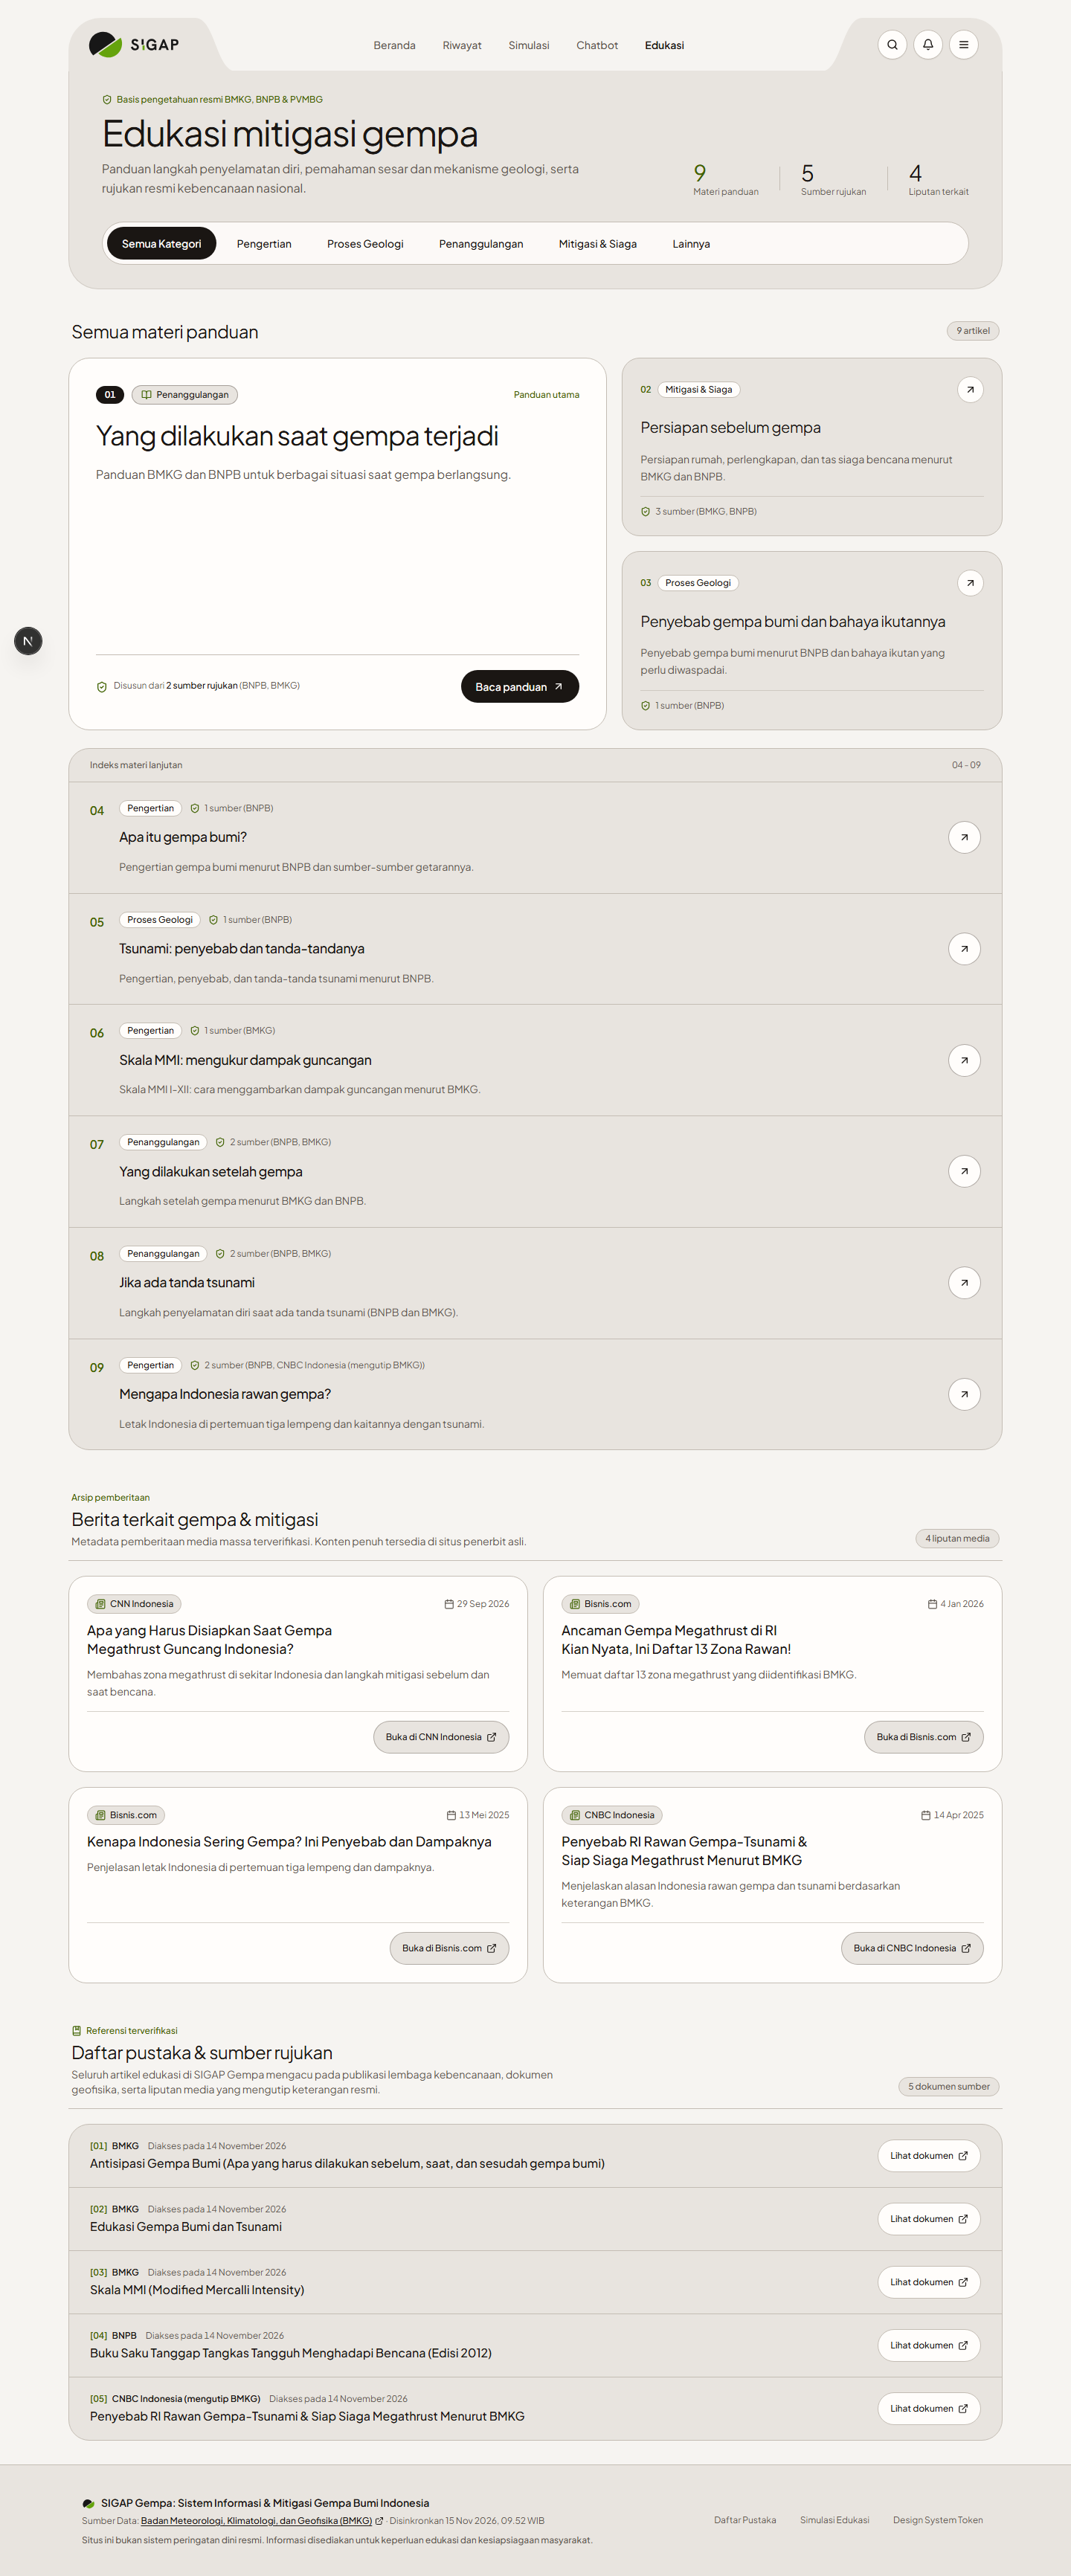 SIGAP
Beranda
Riwayat
Simulasi
Chatbot
Edukasi
Basis pengetahuan resmi BMKG, BNPB & PVMBG
Edukasi mitigasi gempa
Panduan langkah penyelamatan diri, pemahaman sesar dan mekanisme geologi, serta
rujukan resmi kebencanaan nasional.
9
Materi panduan
5
Sumber rujukan
4
Liputan terkait
Semua Kategori
Pengertian
Proses Geologi
Penanggulangan
Mitigasi & Siaga
Lainnya
Semua materi panduan
9 artikel
01
Penanggulangan
Panduan utama
Yang dilakukan saat gempa terjadi
Panduan BMKG dan BNPB untuk berbagai situasi saat gempa berlangsung.
Disusun dari 2 sumber rujukan (BNPB, BMKG)
Baca panduan
02
Mitigasi & Siaga
Persiapan sebelum gempa
Persiapan rumah, perlengkapan, dan tas siaga bencana menurut
BMKG dan BNPB.
3 sumber (BMKG, BNPB)
03
Proses Geologi
Penyebab gempa bumi dan bahaya ikutannya
Penyebab gempa bumi menurut BNPB dan bahaya ikutan yang
perlu diwaspadai.
1 sumber (BNPB)
N
Indeks materi lanjutan
04 - 09
04
Pengertian
1 sumber (BNPB)
Apa itu gempa bumi?
Pengertian gempa bumi menurut BNPB dan sumber-sumber getarannya.
05
Proses Geologi
1 sumber (BNPB)
Tsunami: penyebab dan tanda-tandanya
Pengertian, penyebab, dan tanda-tanda tsunami menurut BNPB.
06
Pengertian
1 sumber (BMKG)
Skala MMI: mengukur dampak guncangan
Skala MMI I-XII: cara menggambarkan dampak guncangan menurut BMKG.
07
Penanggulangan
2 sumber (BNPB, BMKG)
Yang dilakukan setelah gempa
Langkah setelah gempa menurut BMKG dan BNPB.
08
Penanggulangan
2 sumber (BNPB, BMKG)
Jika ada tanda tsunami
Langkah penyelamatan diri saat ada tanda tsunami (BNPB dan BMKG).
09
Pengertian
2 sumber (BNPB, CNBC Indonesia (mengutip BMKG))
Mengapa Indonesia rawan gempa?
Letak Indonesia di pertemuan tiga lempeng dan kaitannya dengan tsunami.
Arsip pemberitaan
Berita terkait gempa & mitigasi
Metadata pemberitaan media massa terverifikasi. Konten penuh tersedia di situs penerbit asli.
4 liputan media
CNN Indonesia
29 Sep 2026
Apa yang Harus Disiapkan Saat Gempa
Megathrust Guncang Indonesia?
Membahas zona megathrust di sekitar Indonesia dan langkah mitigasi sebelum dan
saat bencana.
Buka di CNN Indonesia
Bisnis.com
4 Jan 2026
Ancaman Gempa Megathrust di RI
Kian Nyata, Ini Daftar 13 Zona Rawan!
Memuat daftar 13 zona megathrust yang diidentifikasi BMKG.
Buka di Bisnis.com
Bisnis.com
13 Mei 2025
Kenapa Indonesia Sering Gempa? Ini Penyebab dan Dampaknya
Penjelasan letak Indonesia di pertemuan tiga lempeng dan dampaknya.
Buka di Bisnis.com
CNBC Indonesia
14 Apr 2025
Penyebab RI Rawan Gempa-Tsunami &
Siap Siaga Megathrust Menurut BMKG
Menjelaskan alasan Indonesia rawan gempa dan tsunami berdasarkan
keterangan BMKG.
Buka di CNBC Indonesia
Referensi terverifikasi
Daftar pustaka & sumber rujukan
Seluruh artikel edukasi di SIGAP Gempa mengacu pada publikasi lembaga kebencanaan, dokumen
geofisika, serta liputan media yang mengutip keterangan resmi.
5 dokumen sumber
[01] BMKG Diakses pada 14 November 2026
Antisipasi Gempa Bumi (Apa yang harus dilakukan sebelum, saat, dan sesudah gempa bumi)
Lihat dokumen
[02] BMKG Diakses pada 14 November 2026
Edukasi Gempa Bumi dan Tsunami
Lihat dokumen
[03] BMKG Diakses pada 14 November 2026
Skala MMI (Modified Mercalli Intensity)
Lihat dokumen
[04] BNPB Diakses pada 14 November 2026
Buku Saku Tanggap Tangkas Tangguh Menghadapi Bencana (Edisi 2012)
Lihat dokumen
[05] CNBC Indonesia (mengutip BMKG) Diakses pada 14 November 2026
Penyebab RI Rawan Gempa-Tsunami & Siap Siaga Megathrust Menurut BMKG
Lihat dokumen
SIGAP Gempa: Sistem Informasi & Mitigasi Gempa Bumi Indonesia
Sumber Data: Badan Meteorologi, Klimatologi, dan Geofisika (BMKG) · Disinkronkan 15 Nov 2026, 09.52 WIB
Situs ini bukan sistem peringatan dini resmi. Informasi disediakan untuk keperluan edukasi dan kesiapsiagaan masyarakat.
Daftar Pustaka
Simulasi Edukasi
Design System Token